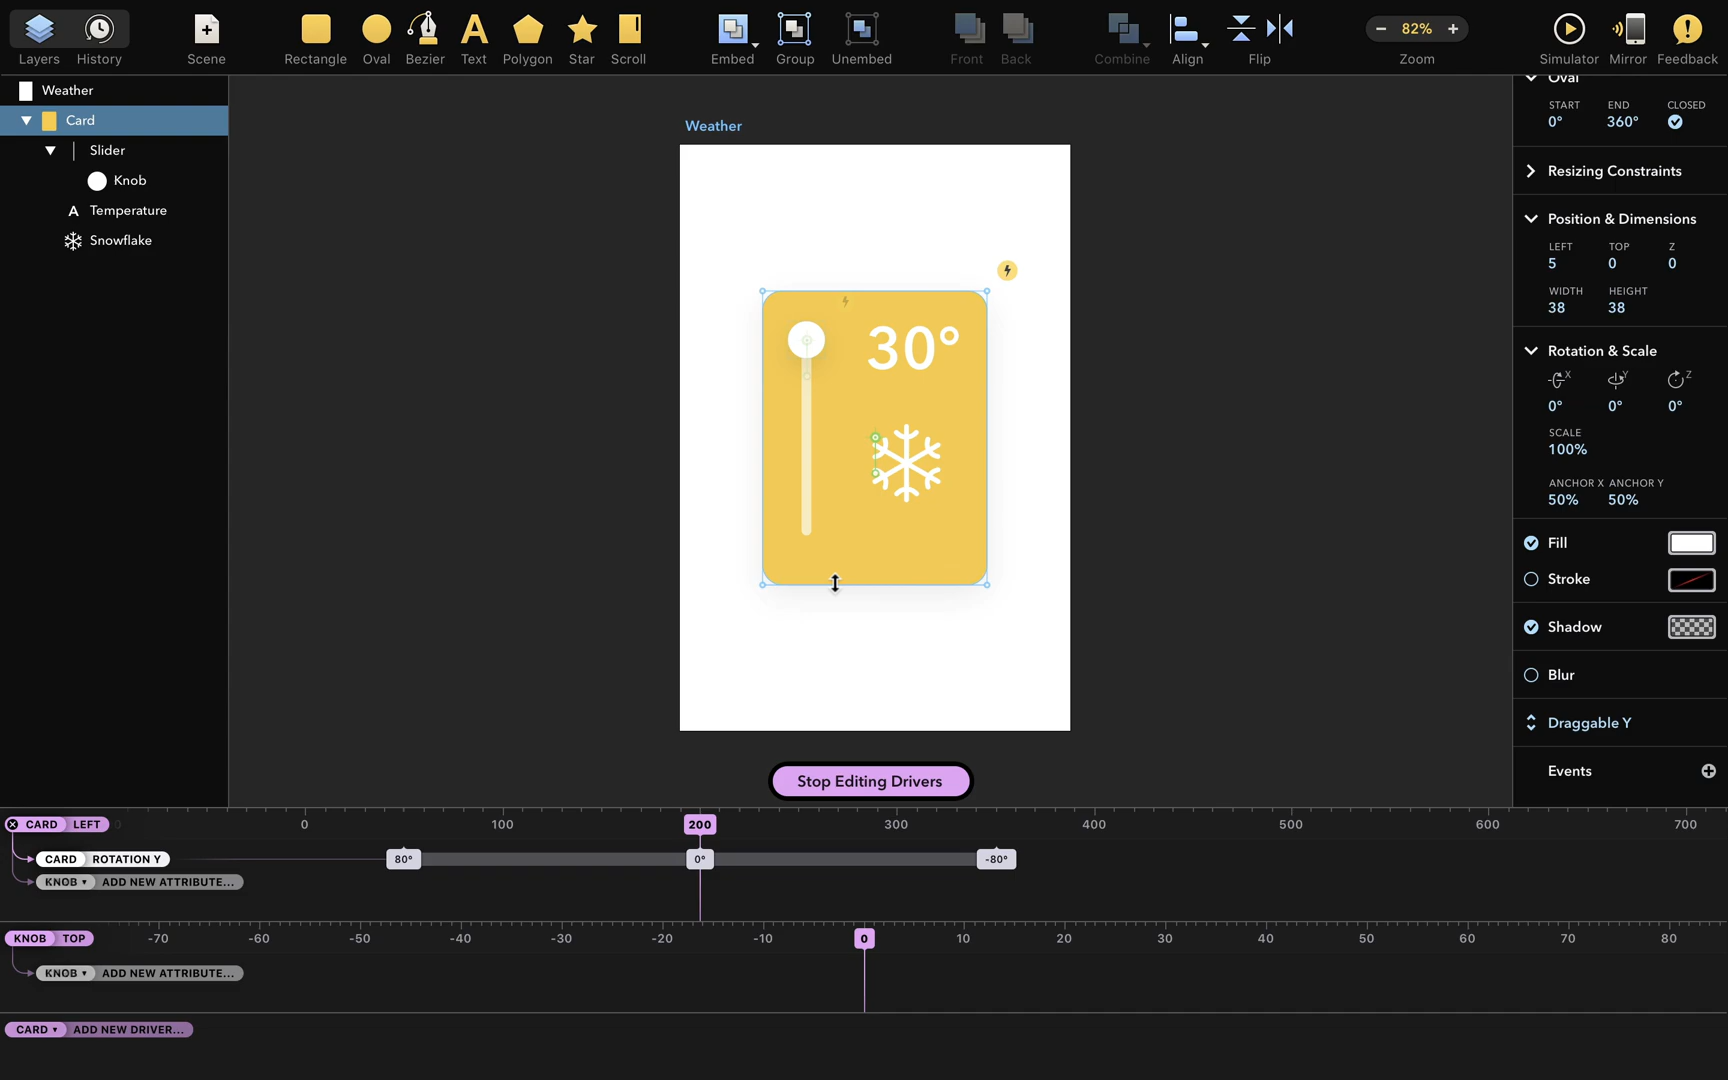 Layers History Scene Rectangle Oval Bezier Text Polygon Star Scroll Embed Group Unembed Front Back Combine Align Flip 82% Zoom Simulator Mirror Feedback
Weather
Card
Slider
Knob
A Temperature
Snowflake
Weather
30°
Stop Editing Drivers
Oval
START END CLOSED
0° 360°
Resizing Constraints
Position & Dimensions
LEFT TOP Z
5 0 0
WIDTH HEIGHT
38 38
Rotation & Scale
X Y Z
0° 0° 0°
SCALE
100%
ANCHOR X ANCHOR Y
50% 50%
Fill
Stroke
Shadow
Blur
Draggable Y
Events
CARD LEFT 0 0 100 200 300 400 500 600 700
CARD ROTATION Y 80° 0° -80°
KNOB ADD NEW ATTRIBUTE...
KNOB TOP -70 -60 -50 -40 -30 -20 -10 0 10 20 30 40 50 60 70 80
KNOB ADD NEW ATTRIBUTE...
CARD ADD NEW DRIVER...